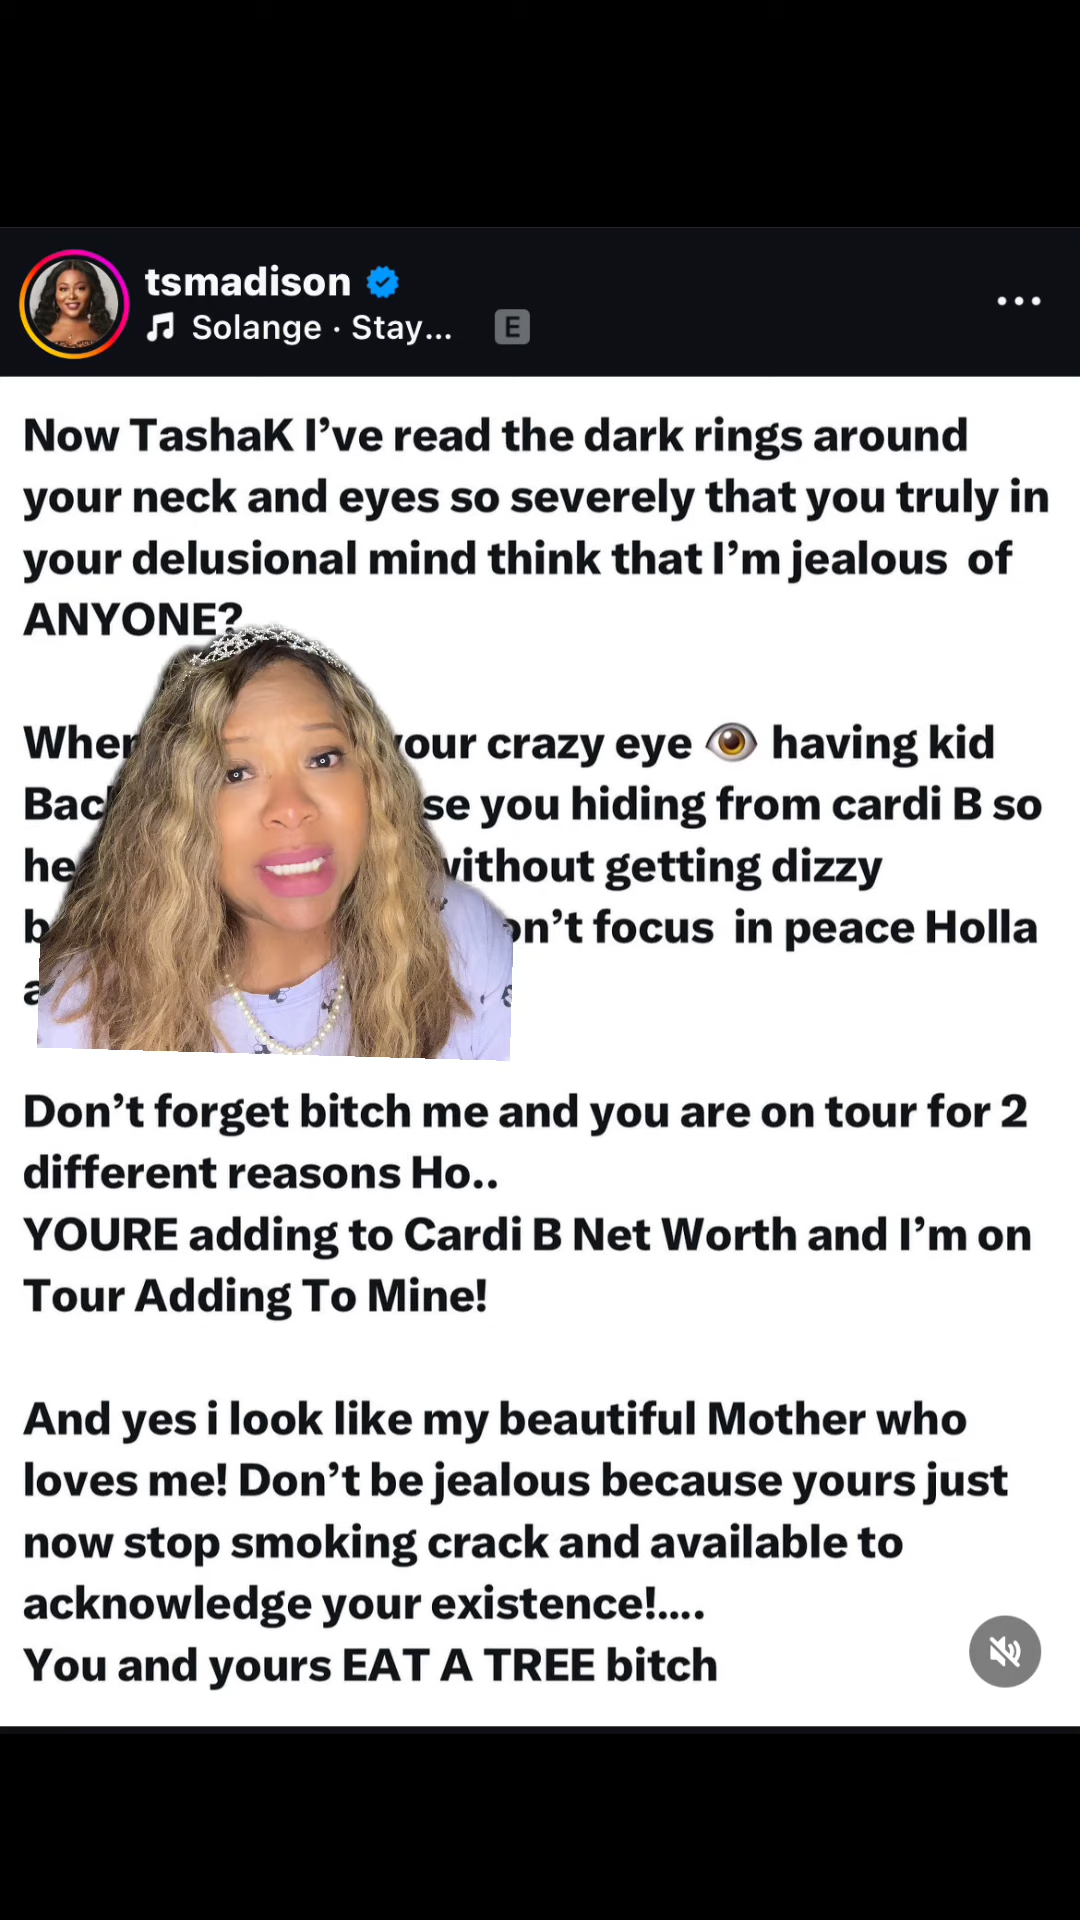 tsmadison
Solange · Stay...
E
Now TashaK I’ve read the dark rings around
your neck and eyes so severely that you truly in
your delusional mind think that I’m jealous of
ANYONE?
your crazy eye 👁️ having kid
you hiding from cardi B so
he without getting dizzy
focus in peace Holla
Don’t forget bitch me and you are on tour for 2
different reasons Ho..
YOURE adding to Cardi B Net Worth and I’m on
Tour Adding To Mine!
And yes i look like my beautiful Mother who
loves me! Don’t be jealous because yours just
now stop smoking crack and available to
acknowledge your existence!....
You and yours EAT A TREE bitch